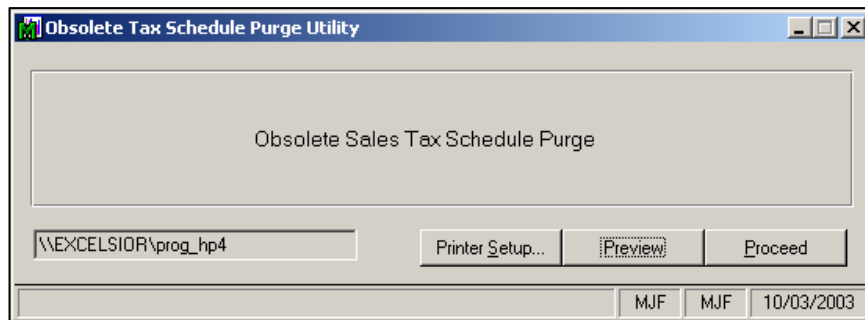 Obsolete Tax Schedule Purge Utility
Obsolete Sales Tax Schedule Purge
\\EXCELSIOR\prog_hp4 Printer Setup... Preview Proceed
MJF MJF 10/03/2003